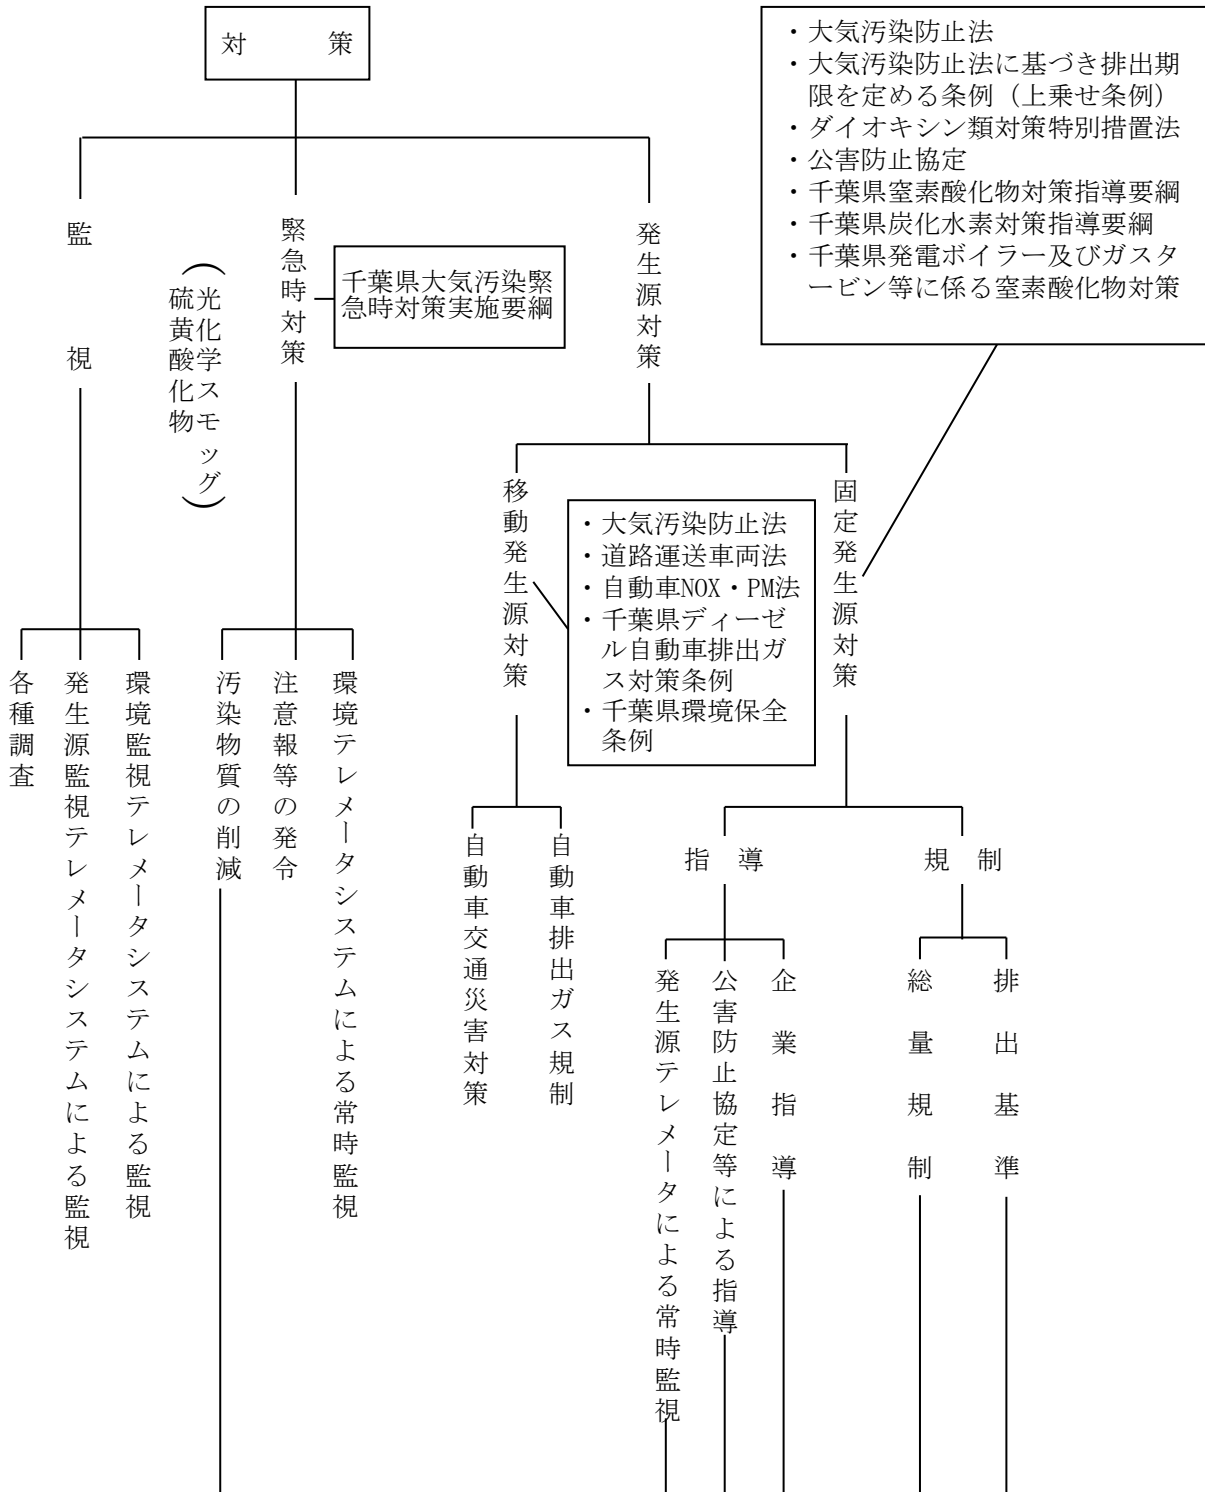 対　　策
・大気汚染防止法
・大気汚染防止法に基づき排出期
限を定める条例（上乗せ条例）
・ダイオキシン類対策特別措置法
・公害防止協定
・千葉県窒素酸化物対策指導要綱
・千葉県炭化水素対策指導要綱
・千葉県発電ボイラー及びガスタ
ービン等に係る窒素酸化物対策
監　視
緊急時対策
（光化学スモッグ
硫黄酸化物）
千葉県大気汚染緊
急時対策実施要綱
発生源対策
移動発生源対策
・大気汚染防止法
・道路運送車両法
・自動車NOX・PM法
・千葉県ディーゼ
ル自動車排出ガ
ス対策条例
・千葉県環境保全
条例
固定発生源対策
各種調査
発生源監視テレメータシステムによる監視
環境監視テレメータシステムによる監視
汚染物質の削減
注意報等の発令
環境テレメータシステムによる常時監視
自動車交通災害対策
自動車排出ガス規制
指　導
規　制
発生源テレメータによる常時監視
公害防止協定等による指導
企業指導
総量規制
排出基準